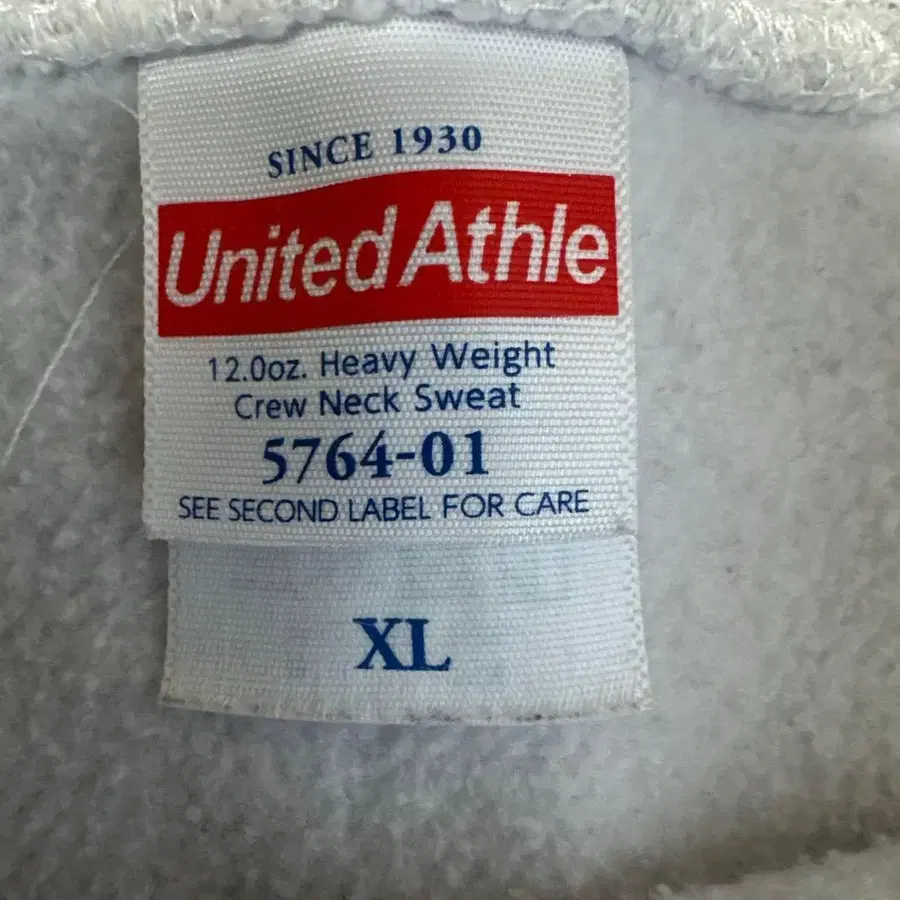 SINCE 1930
United Athle
12.0oz. Heavy Weight
Crew Neck Sweat
5764-01
SEE SECOND LABEL FOR CARE
XL